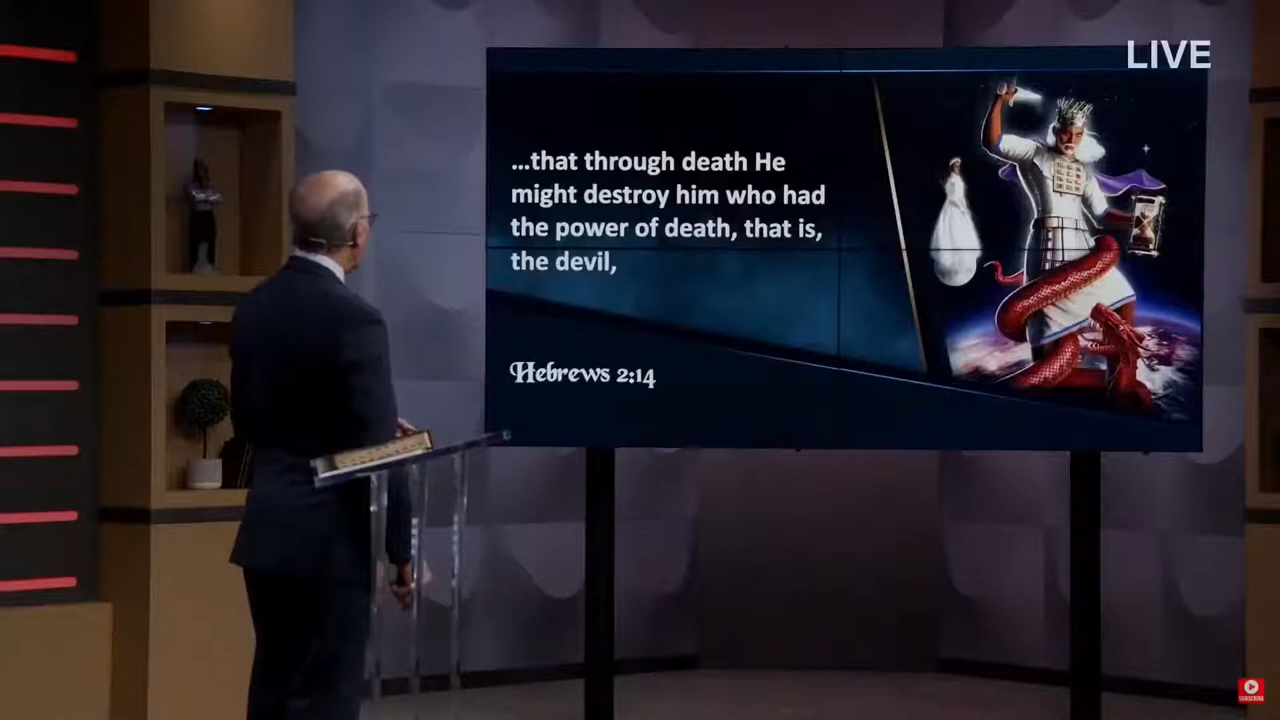 LIVE
...that through death He
might destroy him who had
the power of death, that is,
the devil,
Hebrews 2:14
SUBSCRIBE